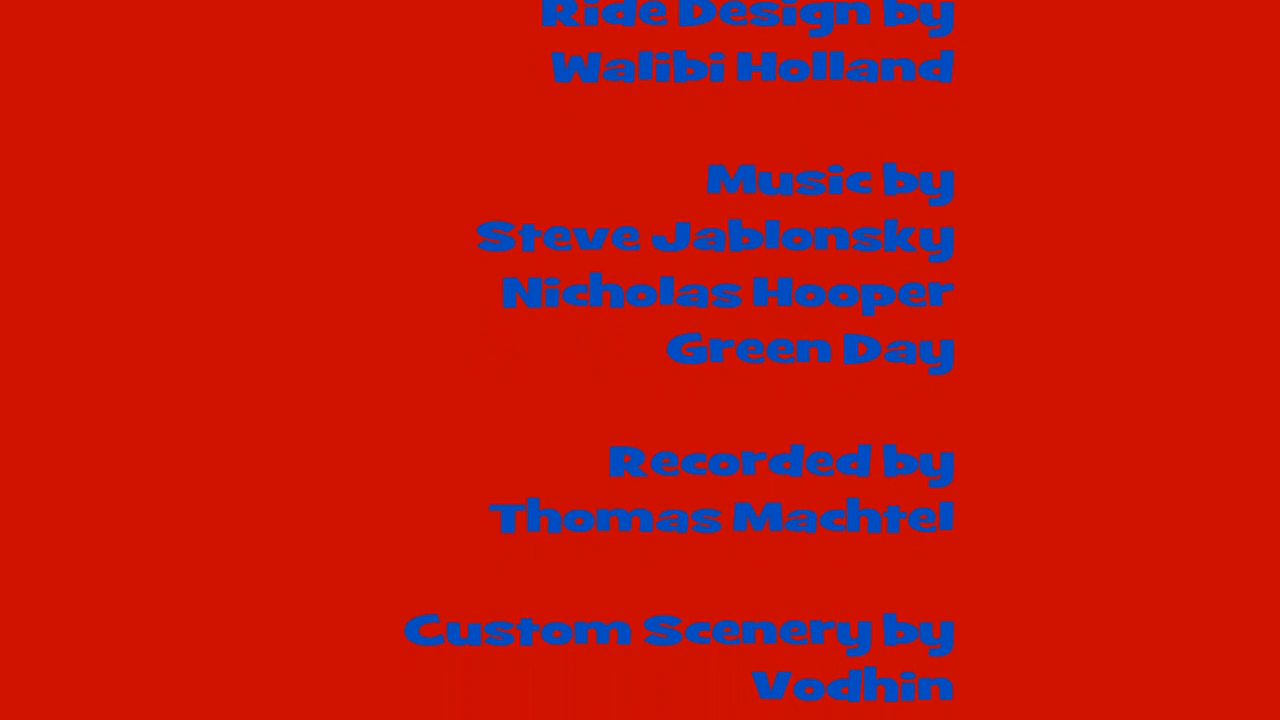 Ride Design by
Walibi Holland
Music by
Steve Jablonsky
Nicholas Hooper
Green Day
Recorded by
Thomas Machtel
Custom Scenery by
Vodhin